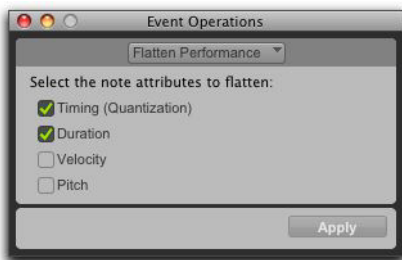 Event Operations
Flatten Performance
Select the note attributes to flatten:
Timing (Quantization)
Duration
Velocity
Pitch
Apply